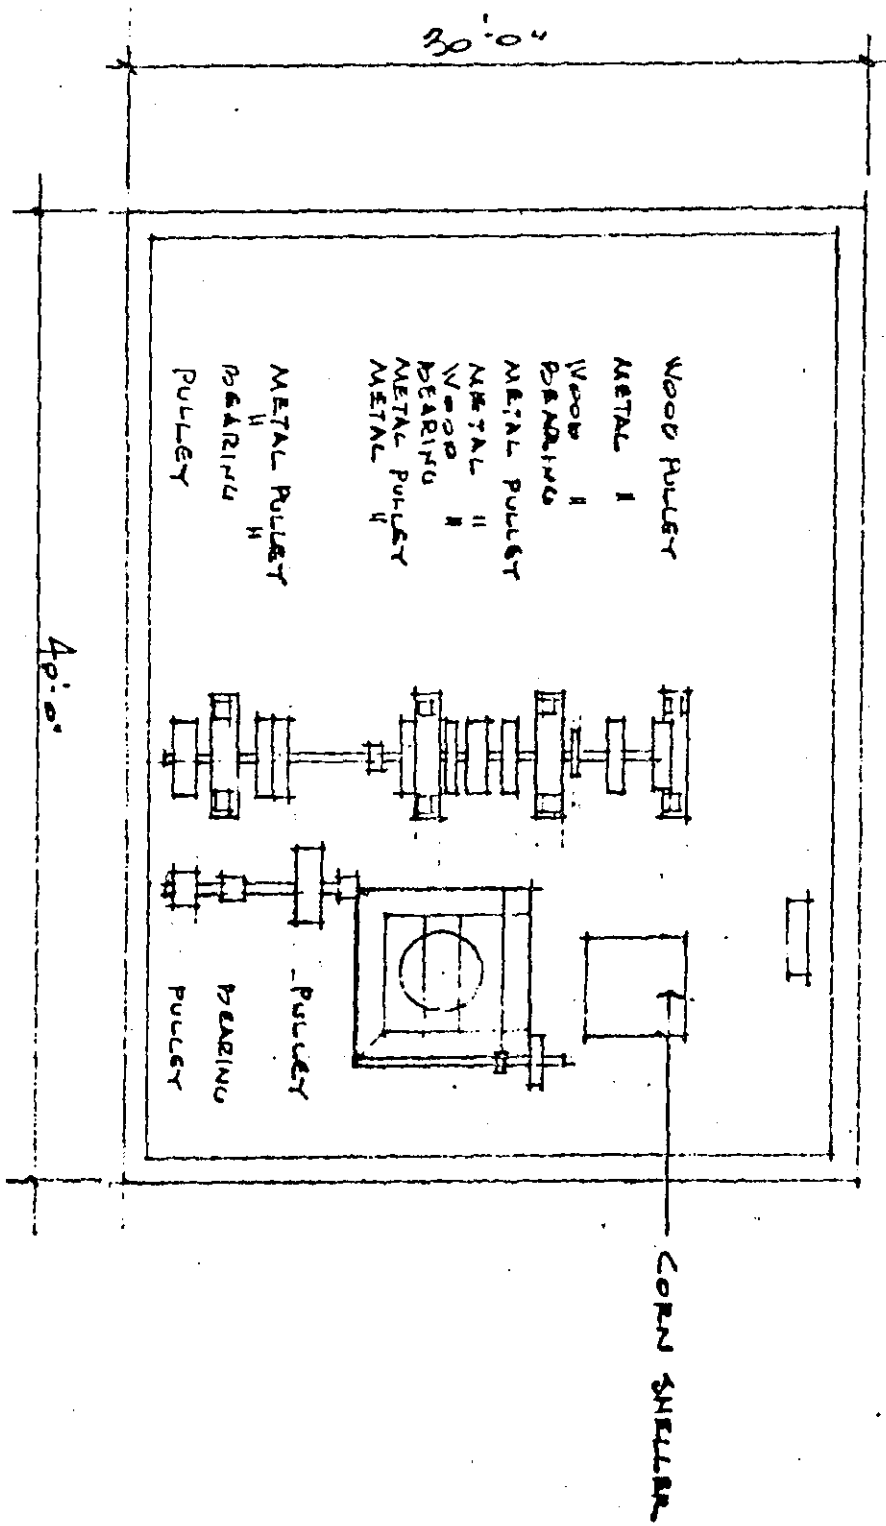 30'-0"
WOOD PULLEY
METAL "
WOOD "
BEARING
METAL PULLEY
METAL "
WOOD "
BEARING
METAL PULLEY
METAL "
METAL PULLEY
" "
BEARING
PULLEY
PULLEY
BEARING
PULLEY
CORN SHELLER
40'-0"